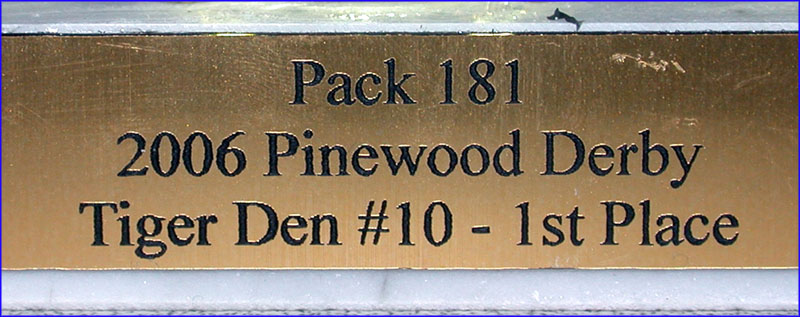 Pack 181
2006 Pinewood Derby
Tiger Den #10 - 1st Place